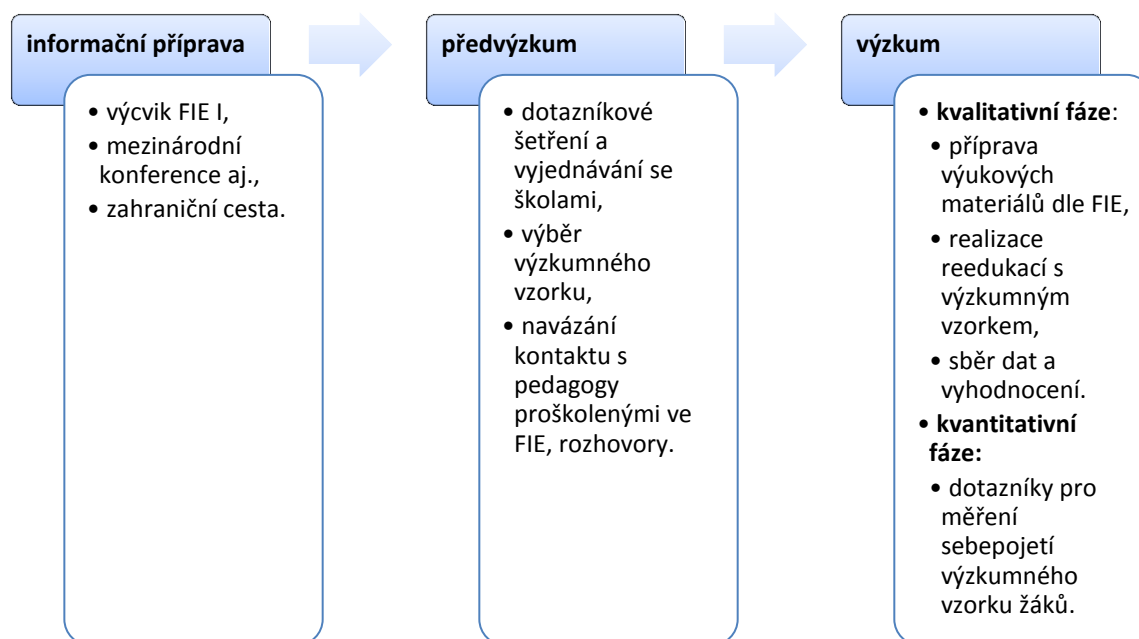 informační příprava
• výcvik FIE I,
• mezinárodní
konference aj.,
• zahraniční cesta.
předvýzkum
• dotazníkové
šetření a
vyjednávání se
školami,
• výběr
výzkumného
vzorku,
• navázání
kontaktu s
pedagogy
proškolenými ve
FIE, rozhovory.
výzkum
• kvalitativní fáze:
• příprava
výukových
materiálů dle FIE,
• realizace
reedukací s
výzkumným
vzorkem,
• sběr dat a
vyhodnocení.
• kvantitativní
fáze:
• dotazníky pro
měření
sebepojetí
výzkumného
vzorku žáků.